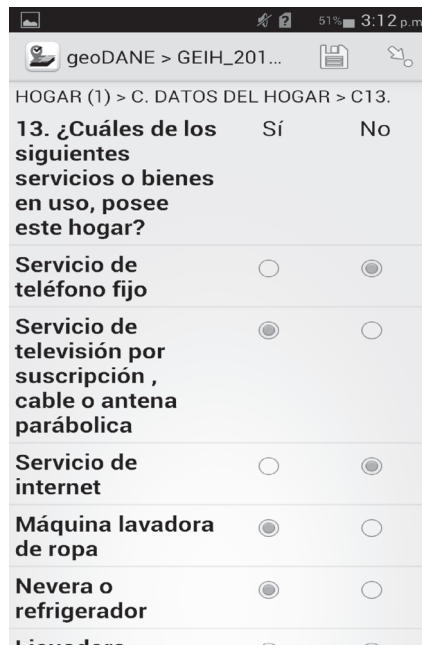 51% 3:12 p.m
geoDANE > GEIH_201...
HOGAR (1) > C. DATOS DEL HOGAR > C13.
13. ¿Cuáles de los Sí No
siguientes
servicios o bienes
en uso, posee
este hogar?
Servicio de
teléfono fijo
Servicio de
televisión por
suscripción ,
cable o antena
parábolica
Servicio de
internet
Máquina lavadora
de ropa
Nevera o
refrigerador